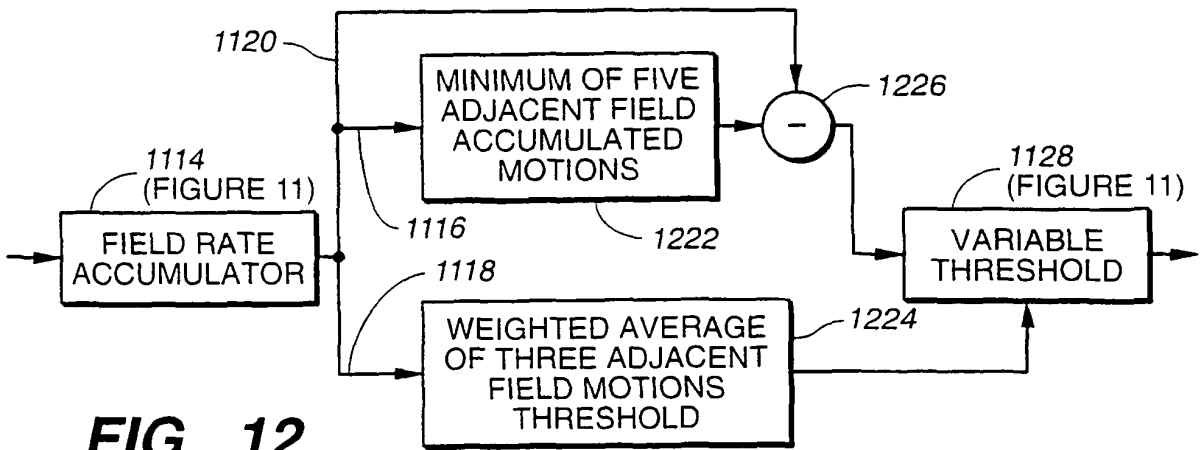 1120
MINIMUM OF FIVE
ADJACENT FIELD
ACCUMULATED
MOTIONS
1226
-
1114
(FIGURE 11)
FIELD RATE
ACCUMULATOR
1116
1222
1128
(FIGURE 11)
VARIABLE
THRESHOLD
1118
WEIGHTED AVERAGE
OF THREE ADJACENT
FIELD MOTIONS
THRESHOLD
1224
FIG. 12